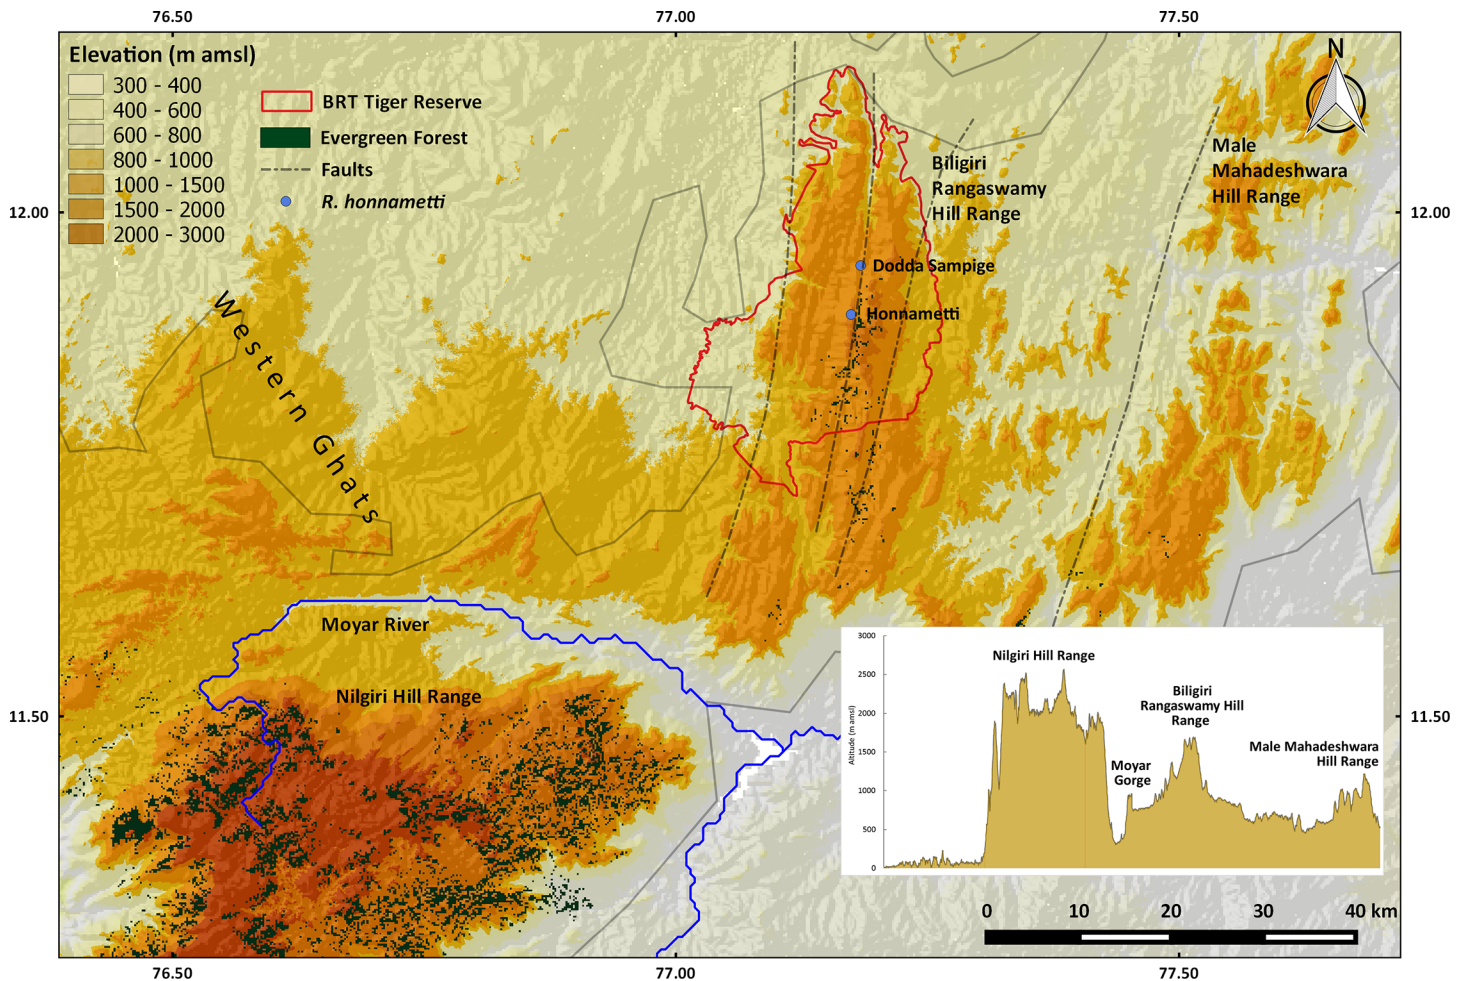 76.50
77.00
77.50
Elevation (m amsl)
300 - 400
400 - 600
600 - 800
800 - 1000
1000 - 1500
1500 - 2000
2000 - 3000
BRT Tiger Reserve
Evergreen Forest
Faults
R. honnametti
N
Male
Mahadeshwara
Hill Range
Biligiri
Rangaswamy
Hill Range
12.00
12.00
Dodda Sampige
Honnametti
Western Ghats
Moyar River
Nilgiri Hill Range
11.50
11.50
3000
2500
2000
1500
1000
500
0
Altitude (m amsl)
Nilgiri Hill Range
Biligiri
Rangaswamy Hill
Range
Moyar
Gorge
Male Mahadeshwara
Hill Range
0 10 20 30 40 km
76.50
77.00
77.50